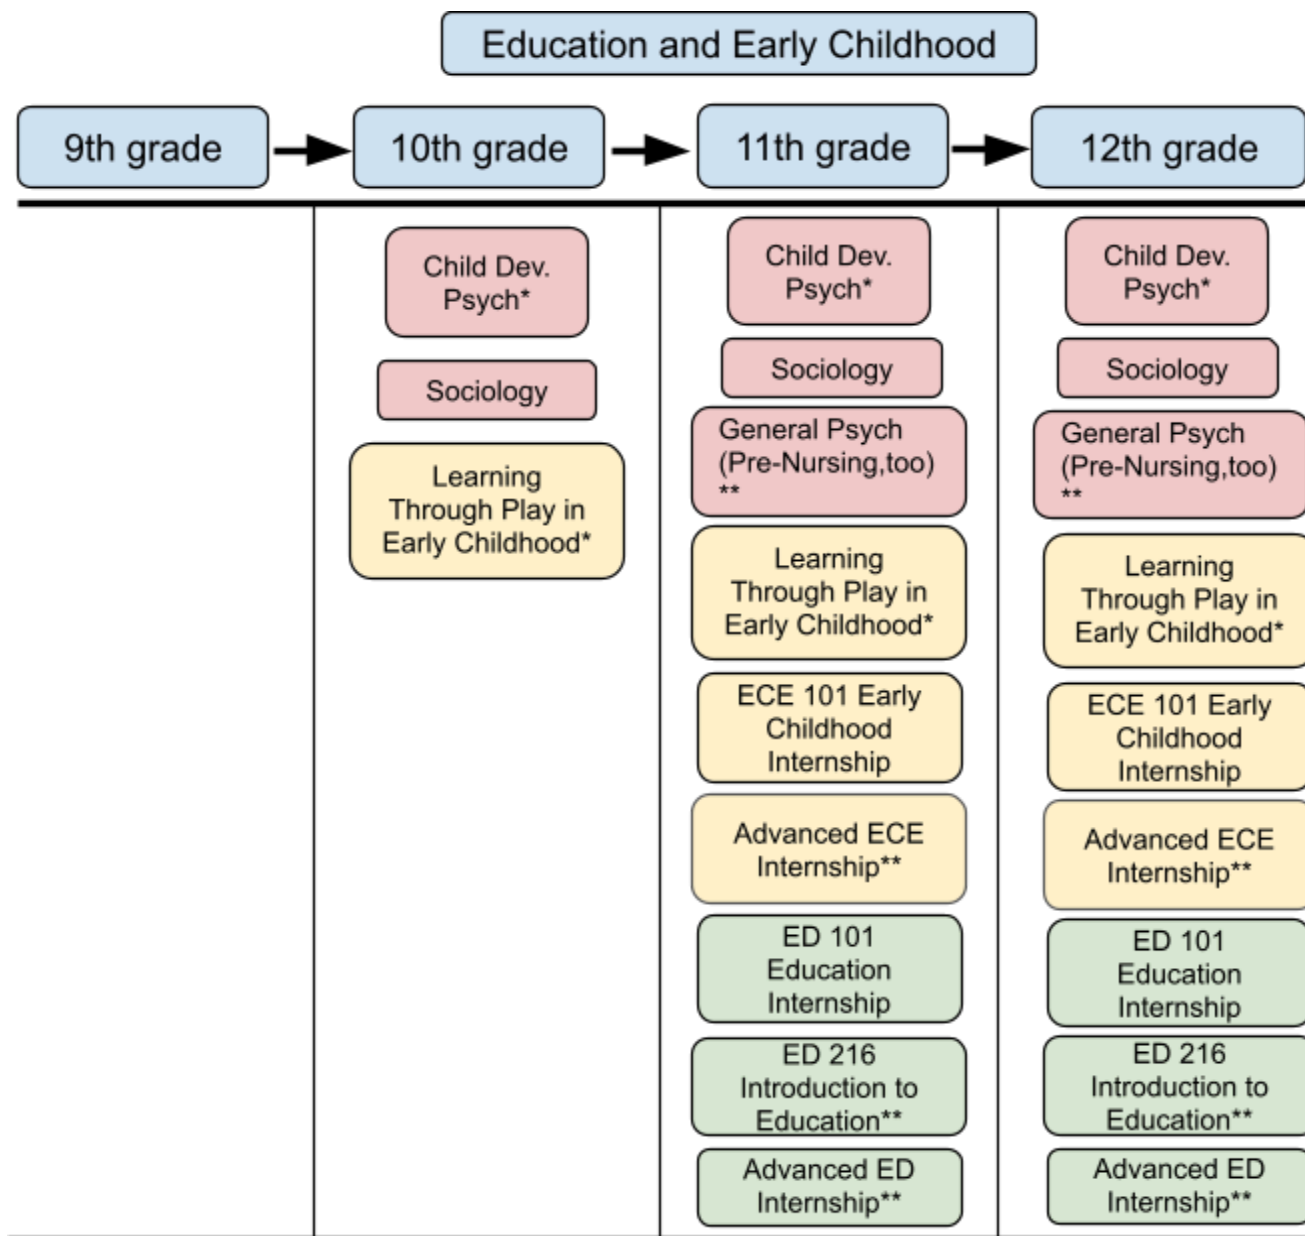 Education and Early Childhood
9th grade
10th grade
11th grade
12th grade
Child Dev.
Psych*
Sociology
Learning
Through Play in
Early Childhood*
Child Dev.
Psych*
Sociology
General Psych
(Pre-Nursing,too)
**
Learning
Through Play in
Early Childhood*
ECE 101 Early
Childhood
Internship
Advanced ECE
Internship**
ED 101
Education
Internship
ED 216
Introduction to
Education**
Advanced ED
Internship**
Child Dev.
Psych*
Sociology
General Psych
(Pre-Nursing,too)
**
Learning
Through Play in
Early Childhood*
ECE 101 Early
Childhood
Internship
Advanced ECE
Internship**
ED 101
Education
Internship
ED 216
Introduction to
Education**
Advanced ED
Internship**